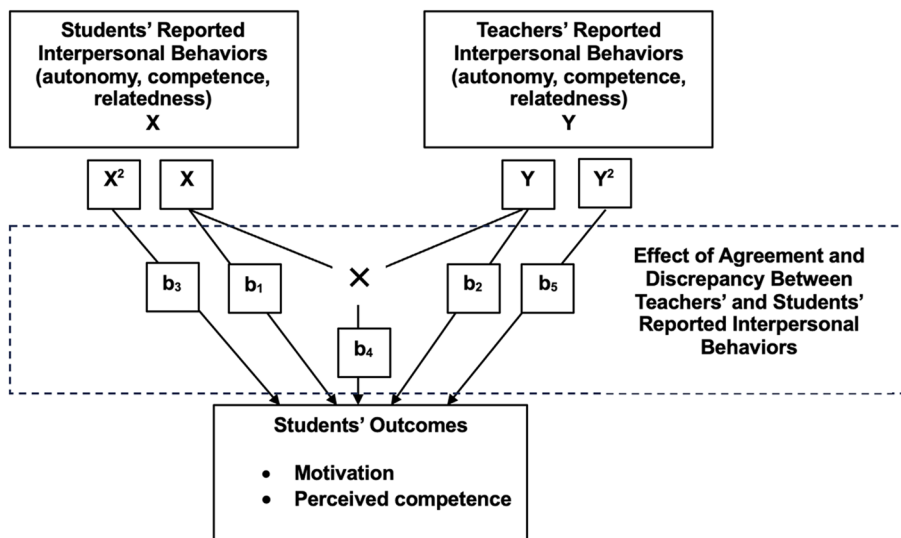 Students’ Reported
Interpersonal Behaviors
(autonomy, competence,
relatedness)
X
Teachers’ Reported
Interpersonal Behaviors
(autonomy, competence,
relatedness)
Y
X²
X
Y
Y²
b₃
b₁
×
b₂
b₅
b₄
Effect of Agreement and
Discrepancy Between
Teachers’ and Students’
Reported Interpersonal
Behaviors
Students’ Outcomes
• Motivation
• Perceived competence